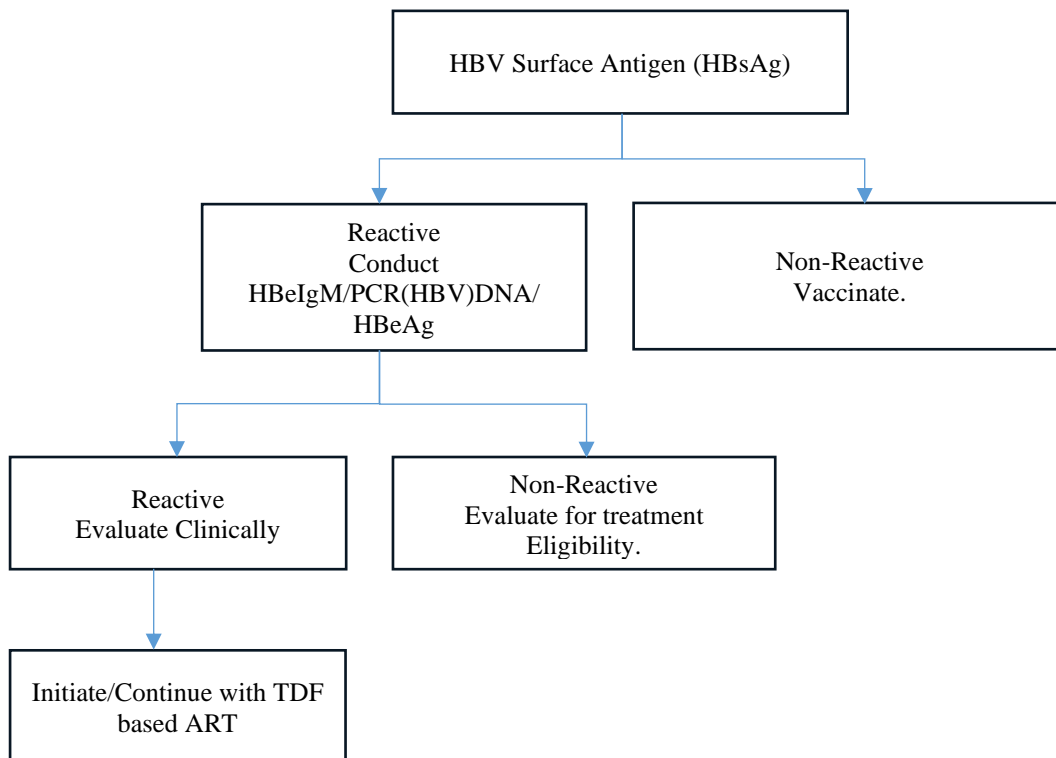 HBV Surface Antigen (HBsAg)
Reactive
Conduct
HBeIgM/PCR(HBV)DNA/
HBeAg
Non-Reactive
Vaccinate.
Reactive
Evaluate Clinically
Non-Reactive
Evaluate for treatment
Eligibility.
Initiate/Continue with TDF
based ART